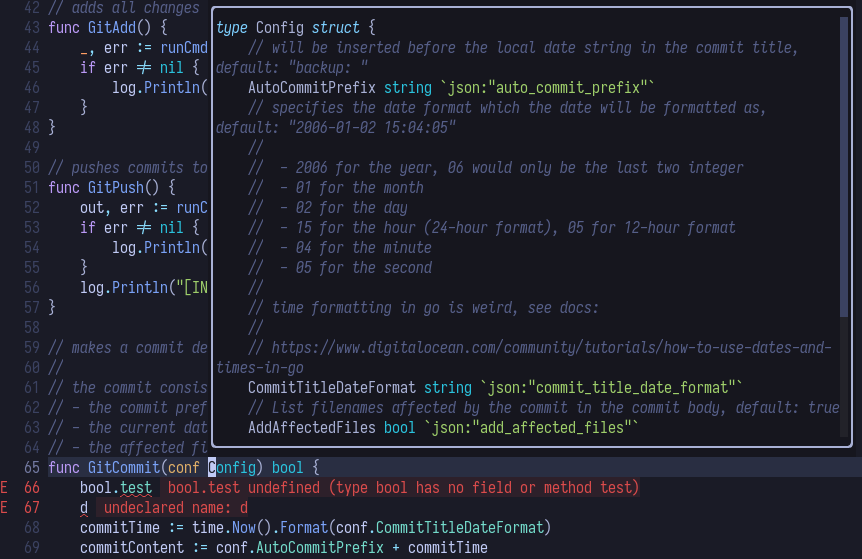 42 // adds all changes
43 func GitAdd() {
44 _, err := runCmd
45 if err != nil {
46 log.Println(
47 }
48 }
49
50 // pushes commits to
51 func GitPush() {
52 out, err := runC
53 if err != nil {
54 log.Println(
55 }
56 log.Println("[IN
57 }
58
59 // makes a commit de
60 //
61 // the commit consis
62 // - the commit pref
63 // - the current dat
64 // - the affected fi
65 func GitCommit(conf Config) bool {
E 66 bool.test bool.test undefined (type bool has no field or method test)
E 67 d undeclared name: d
68 commitTime := time.Now().Format(conf.CommitTitleDateFormat)
69 commitContent := conf.AutoCommitPrefix + commitTime
type Config struct {
// will be inserted before the local date string in the commit title,
default: "backup: "
AutoCommitPrefix string `json:"auto_commit_prefix"`
// specifies the date format which the date will be formatted as,
default: "2006-01-02 15:04:05"
//
// - 2006 for the year, 06 would only be the last two integer
// - 01 for the month
// - 02 for the day
// - 15 for the hour (24-hour format), 05 for 12-hour format
// - 04 for the minute
// - 05 for the second
//
// time formatting in go is weird, see docs:
//
// https://www.digitalocean.com/community/tutorials/how-to-use-dates-and-
times-in-go
CommitTitleDateFormat string `json:"commit_title_date_format"`
// List filenames affected by the commit in the commit body, default: true
AddAffectedFiles bool `json:"add_affected_files"`